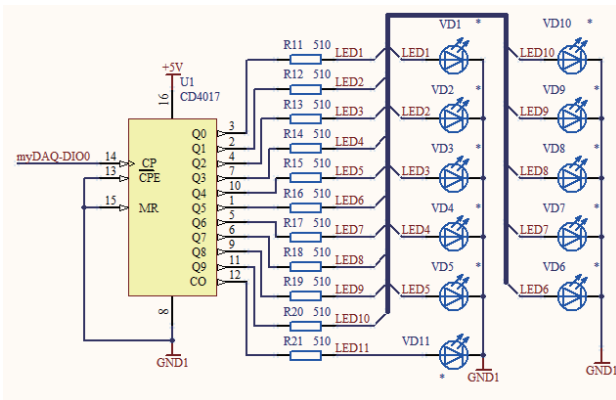 +5V
U1
CD4017
16
myDAQ-DIO0
14
13
15
CP
CPE
MR
8
GND1
Q0 3
Q1 2
Q2 4
Q3 7
Q4 10
Q5 1
Q6 5
Q7 6
Q8 9
Q9 11
CO 12
R11 510 LED1
R12 510 LED2
R13 510 LED3
R14 510 LED4
R15 510 LED5
R16 510 LED6
R17 510 LED7
R18 510 LED8
R19 510 LED9
R20 510 LED10
R21 510 LED11
VD1 *
LED1
VD2 *
LED2
VD3 *
LED3
VD4 *
LED4
VD5 *
LED5
VD11
*
GND1
VD10 *
LED10
VD9 *
LED9
VD8 *
LED8
VD7 *
LED7
VD6 *
LED6
GND1